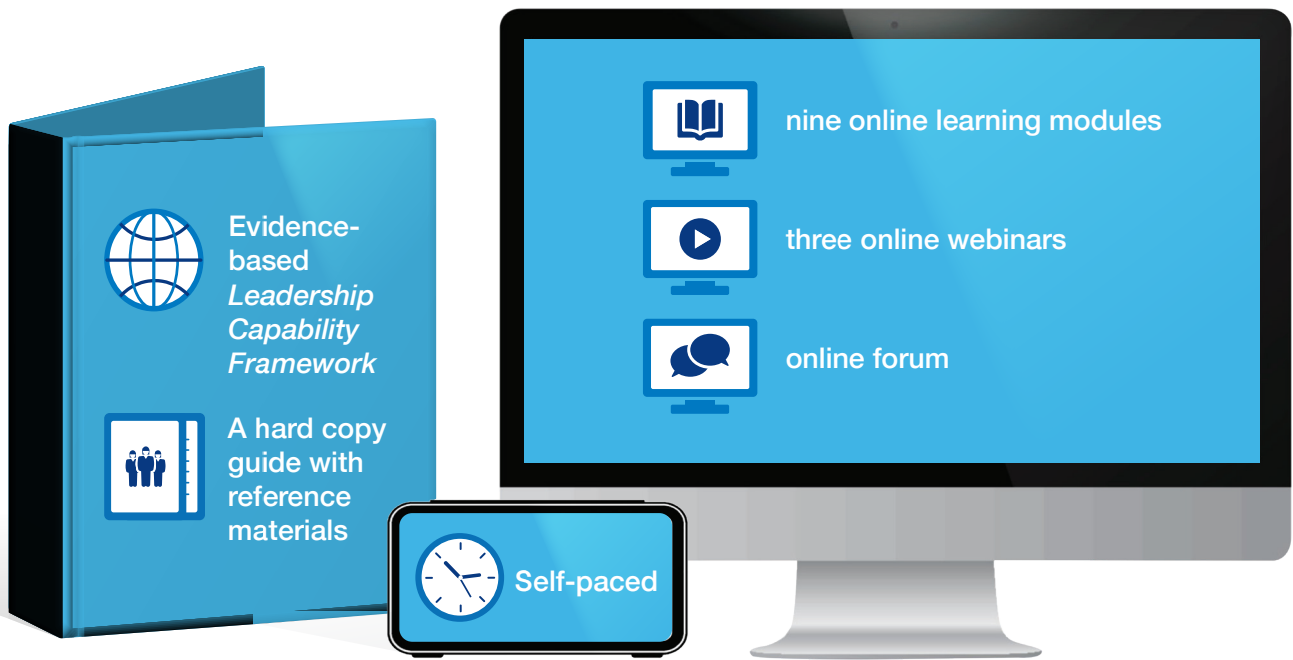 Evidence-
based
Leadership
Capability
Framework
A hard copy
guide with
reference
materials
Self-paced
nine online learning modules
three online webinars
online forum